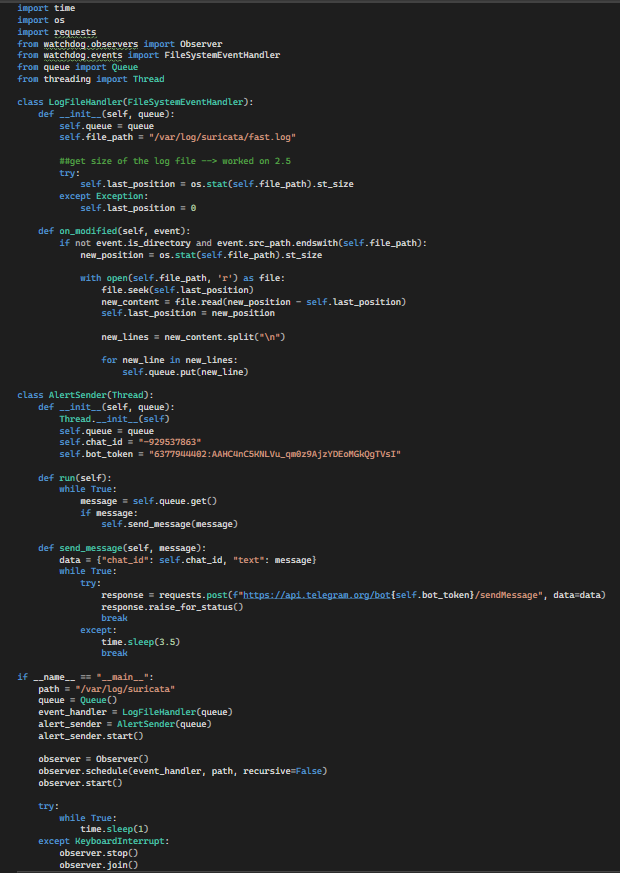 import time
import os
import requests
from watchdog.observers import Observer
from watchdog.events import FileSystemEventHandler
from queue import Queue
from threading import Thread

class LogFileHandler(FileSystemEventHandler):
    def __init__(self, queue):
        self.queue = queue
        self.file_path = "/var/log/suricata/fast.log"

        ##get size of the log file --> worked on 2.5
        try:
            self.last_position = os.stat(self.file_path).st_size
        except Exception:
            self.last_position = 0

    def on_modified(self, event):
        if not event.is_directory and event.src_path.endswith(self.file_path):
            new_position = os.stat(self.file_path).st_size

            with open(self.file_path, 'r') as file:
                file.seek(self.last_position)
                new_content = file.read(new_position - self.last_position)
                self.last_position = new_position

                new_lines = new_content.split("\n")

                for new_line in new_lines:
                    self.queue.put(new_line)

class AlertSender(Thread):
    def __init__(self, queue):
        Thread.__init__(self)
        self.queue = queue
        self.chat_id = "-929537863"
        self.bot_token = "6377944402:AAHC4nC5KNLVu_qm0z9AjzYDEoMGkQgTVsI"

    def run(self):
        while True:
            message = self.queue.get()
            if message:
                self.send_message(message)

    def send_message(self, message):
        data = {"chat_id": self.chat_id, "text": message}
        while True:
            try:
                response = requests.post(f"https://api.telegram.org/bot{self.bot_token}/sendMessage", data=data)
                response.raise_for_status()
                break
            except:
                time.sleep(3.5)
                break

if __name__ == "__main__":
    path = "/var/log/suricata"
    queue = Queue()
    event_handler = LogFileHandler(queue)
    alert_sender = AlertSender(queue)
    alert_sender.start()

    observer = Observer()
    observer.schedule(event_handler, path, recursive=False)
    observer.start()

    try:
        while True:
            time.sleep(1)
    except KeyboardInterrupt:
        observer.stop()
        observer.join()